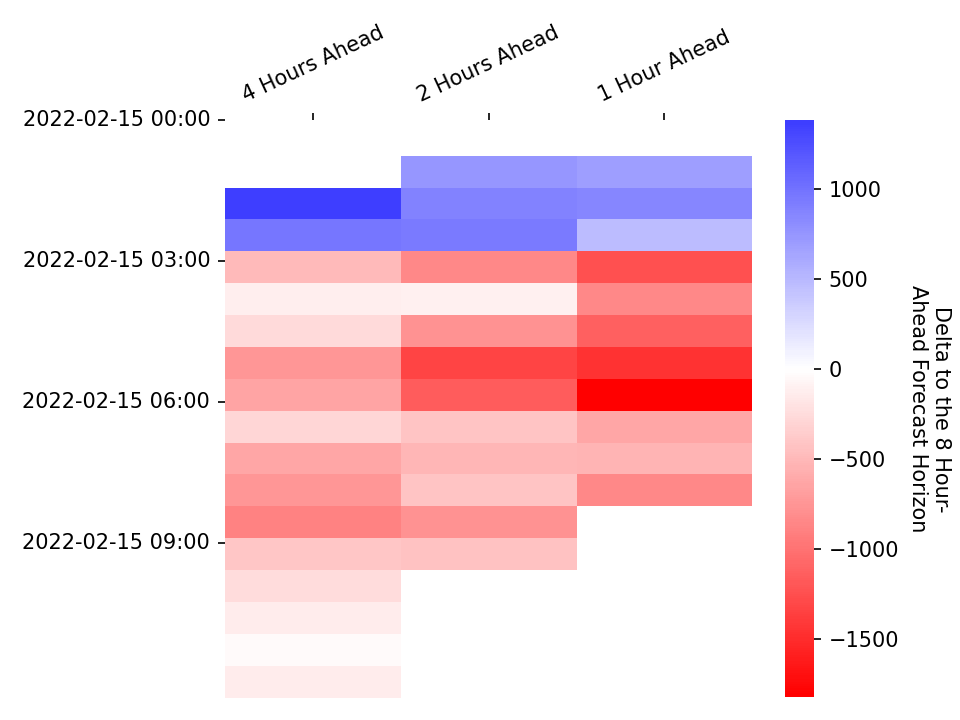 4 Hours Ahead
2 Hours Ahead
1 Hour Ahead
2022-02-15 00:00
2022-02-15 03:00
2022-02-15 06:00
2022-02-15 09:00
1000
500
0
−500
−1000
−1500
Delta to the 8 Hour-
Ahead Forecast Horizon